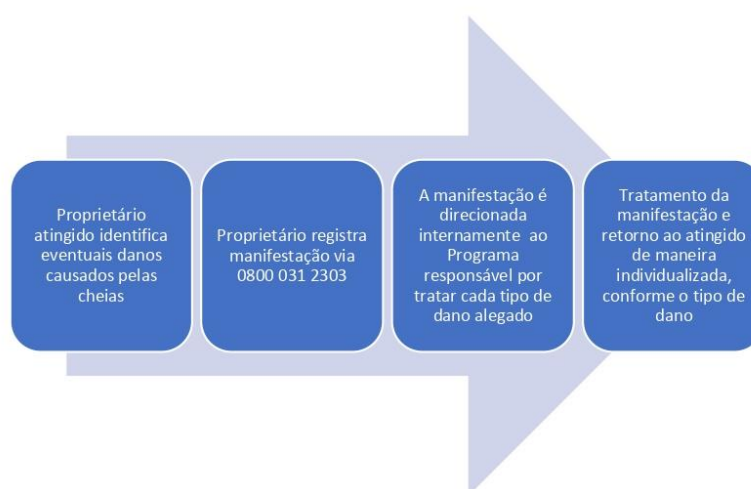 Proprietário
atingido identifica
eventuais danos
causados pelas
cheias
Proprietário registra
manifestação via
0800 031 2303
A manifestação é
direcionada
internamente ao
Programa
responsável por
tratar cada tipo de
dano alegado
Tratamento da
manifestação e
retorno ao atingido
de maneira
individualizada,
conforme o tipo de
dano